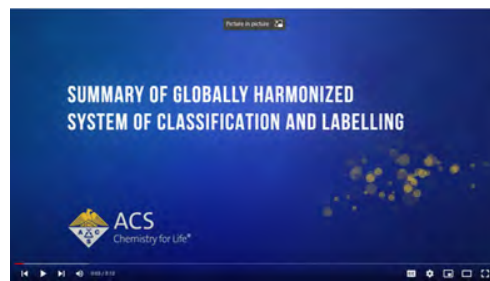 Picture in picture
SUMMARY OF GLOBALLY HARMONIZED
SYSTEM OF CLASSIFICATION AND LABELLING
ACS
Chemistry for Life®